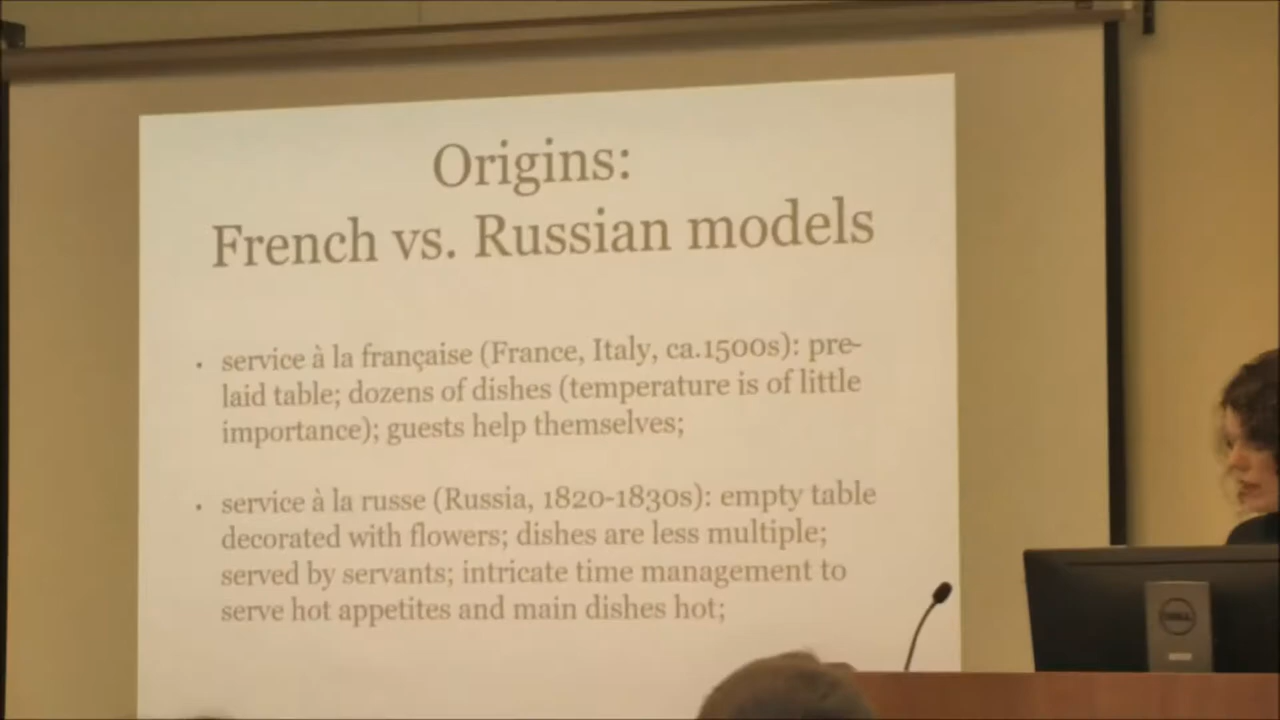 Origins:
French vs. Russian models
· service à la française (France, Italy, ca.1500s): pre-
laid table; dozens of dishes (temperature is of little
importance); guests help themselves;
· service à la russe (Russia, 1820-1830s): empty table
decorated with flowers; dishes are less multiple;
served by servants; intricate time management to
serve hot appetites and main dishes hot;
DELL